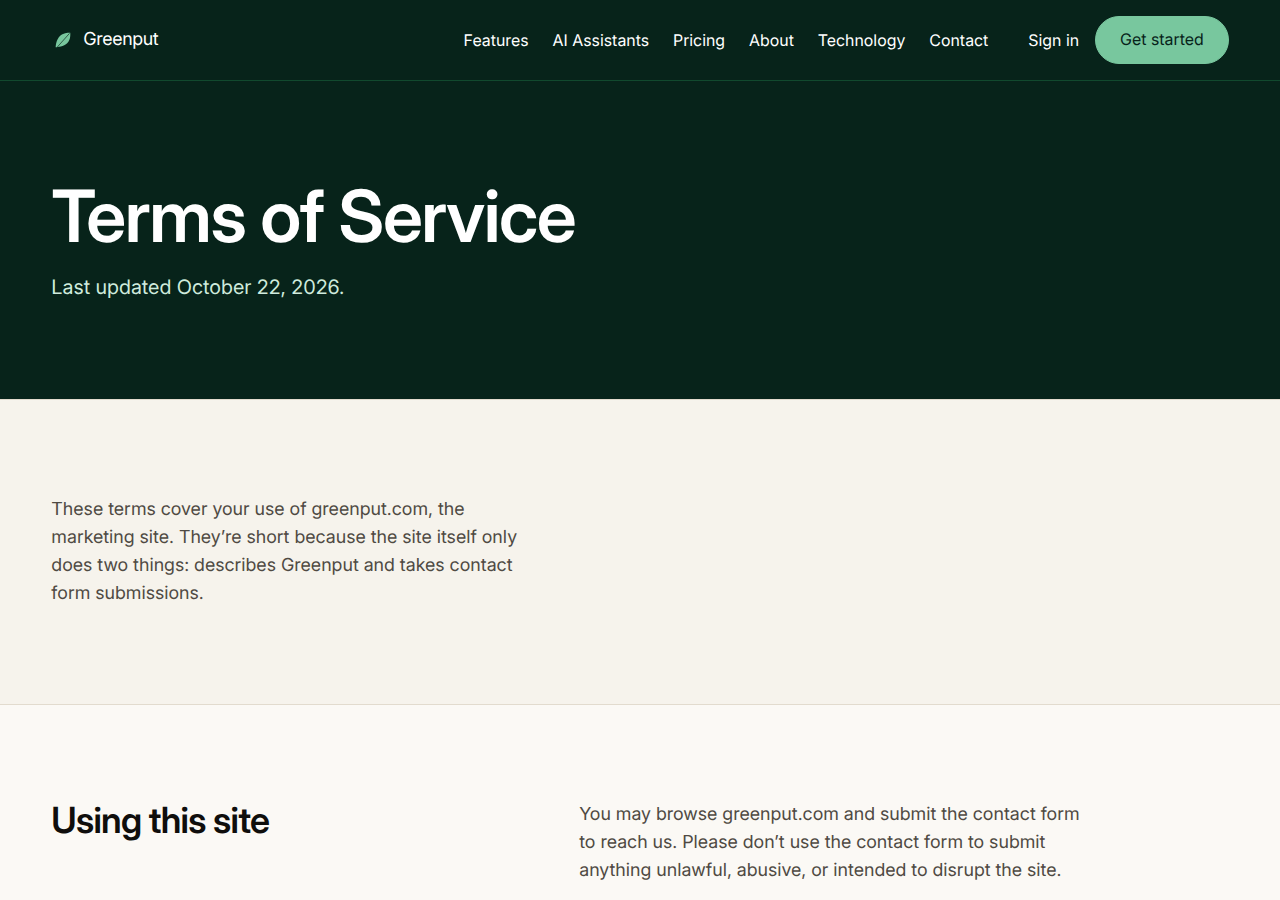 Greenput
Features AI Assistants Pricing About Technology Contact Sign in Get started
Terms of Service
Last updated October 22, 2026.
These terms cover your use of greenput.com, the
marketing site. They’re short because the site itself only
does two things: describes Greenput and takes contact
form submissions.
Using this site
You may browse greenput.com and submit the contact form
to reach us. Please don’t use the contact form to submit
anything unlawful, abusive, or intended to disrupt the site.